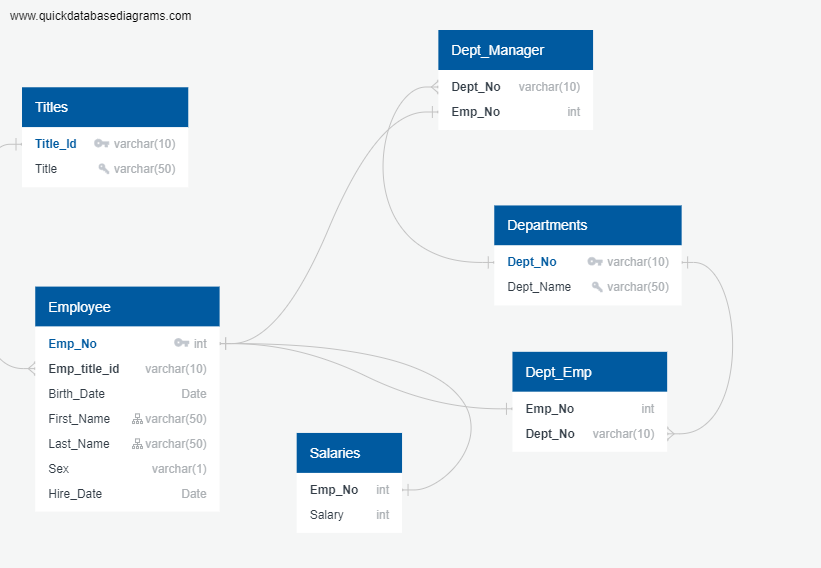 www.quickdatabasediagrams.com
Dept_Manager
Dept_No varchar(10)
Emp_No int
Titles
Title_Id varchar(10)
Title varchar(50)
Departments
Dept_No varchar(10)
Dept_Name varchar(50)
Employee
Emp_No int
Emp_title_id varchar(10)
Birth_Date Date
First_Name varchar(50)
Last_Name varchar(50)
Sex varchar(1)
Hire_Date Date
Dept_Emp
Emp_No int
Dept_No varchar(10)
Salaries
Emp_No int
Salary int